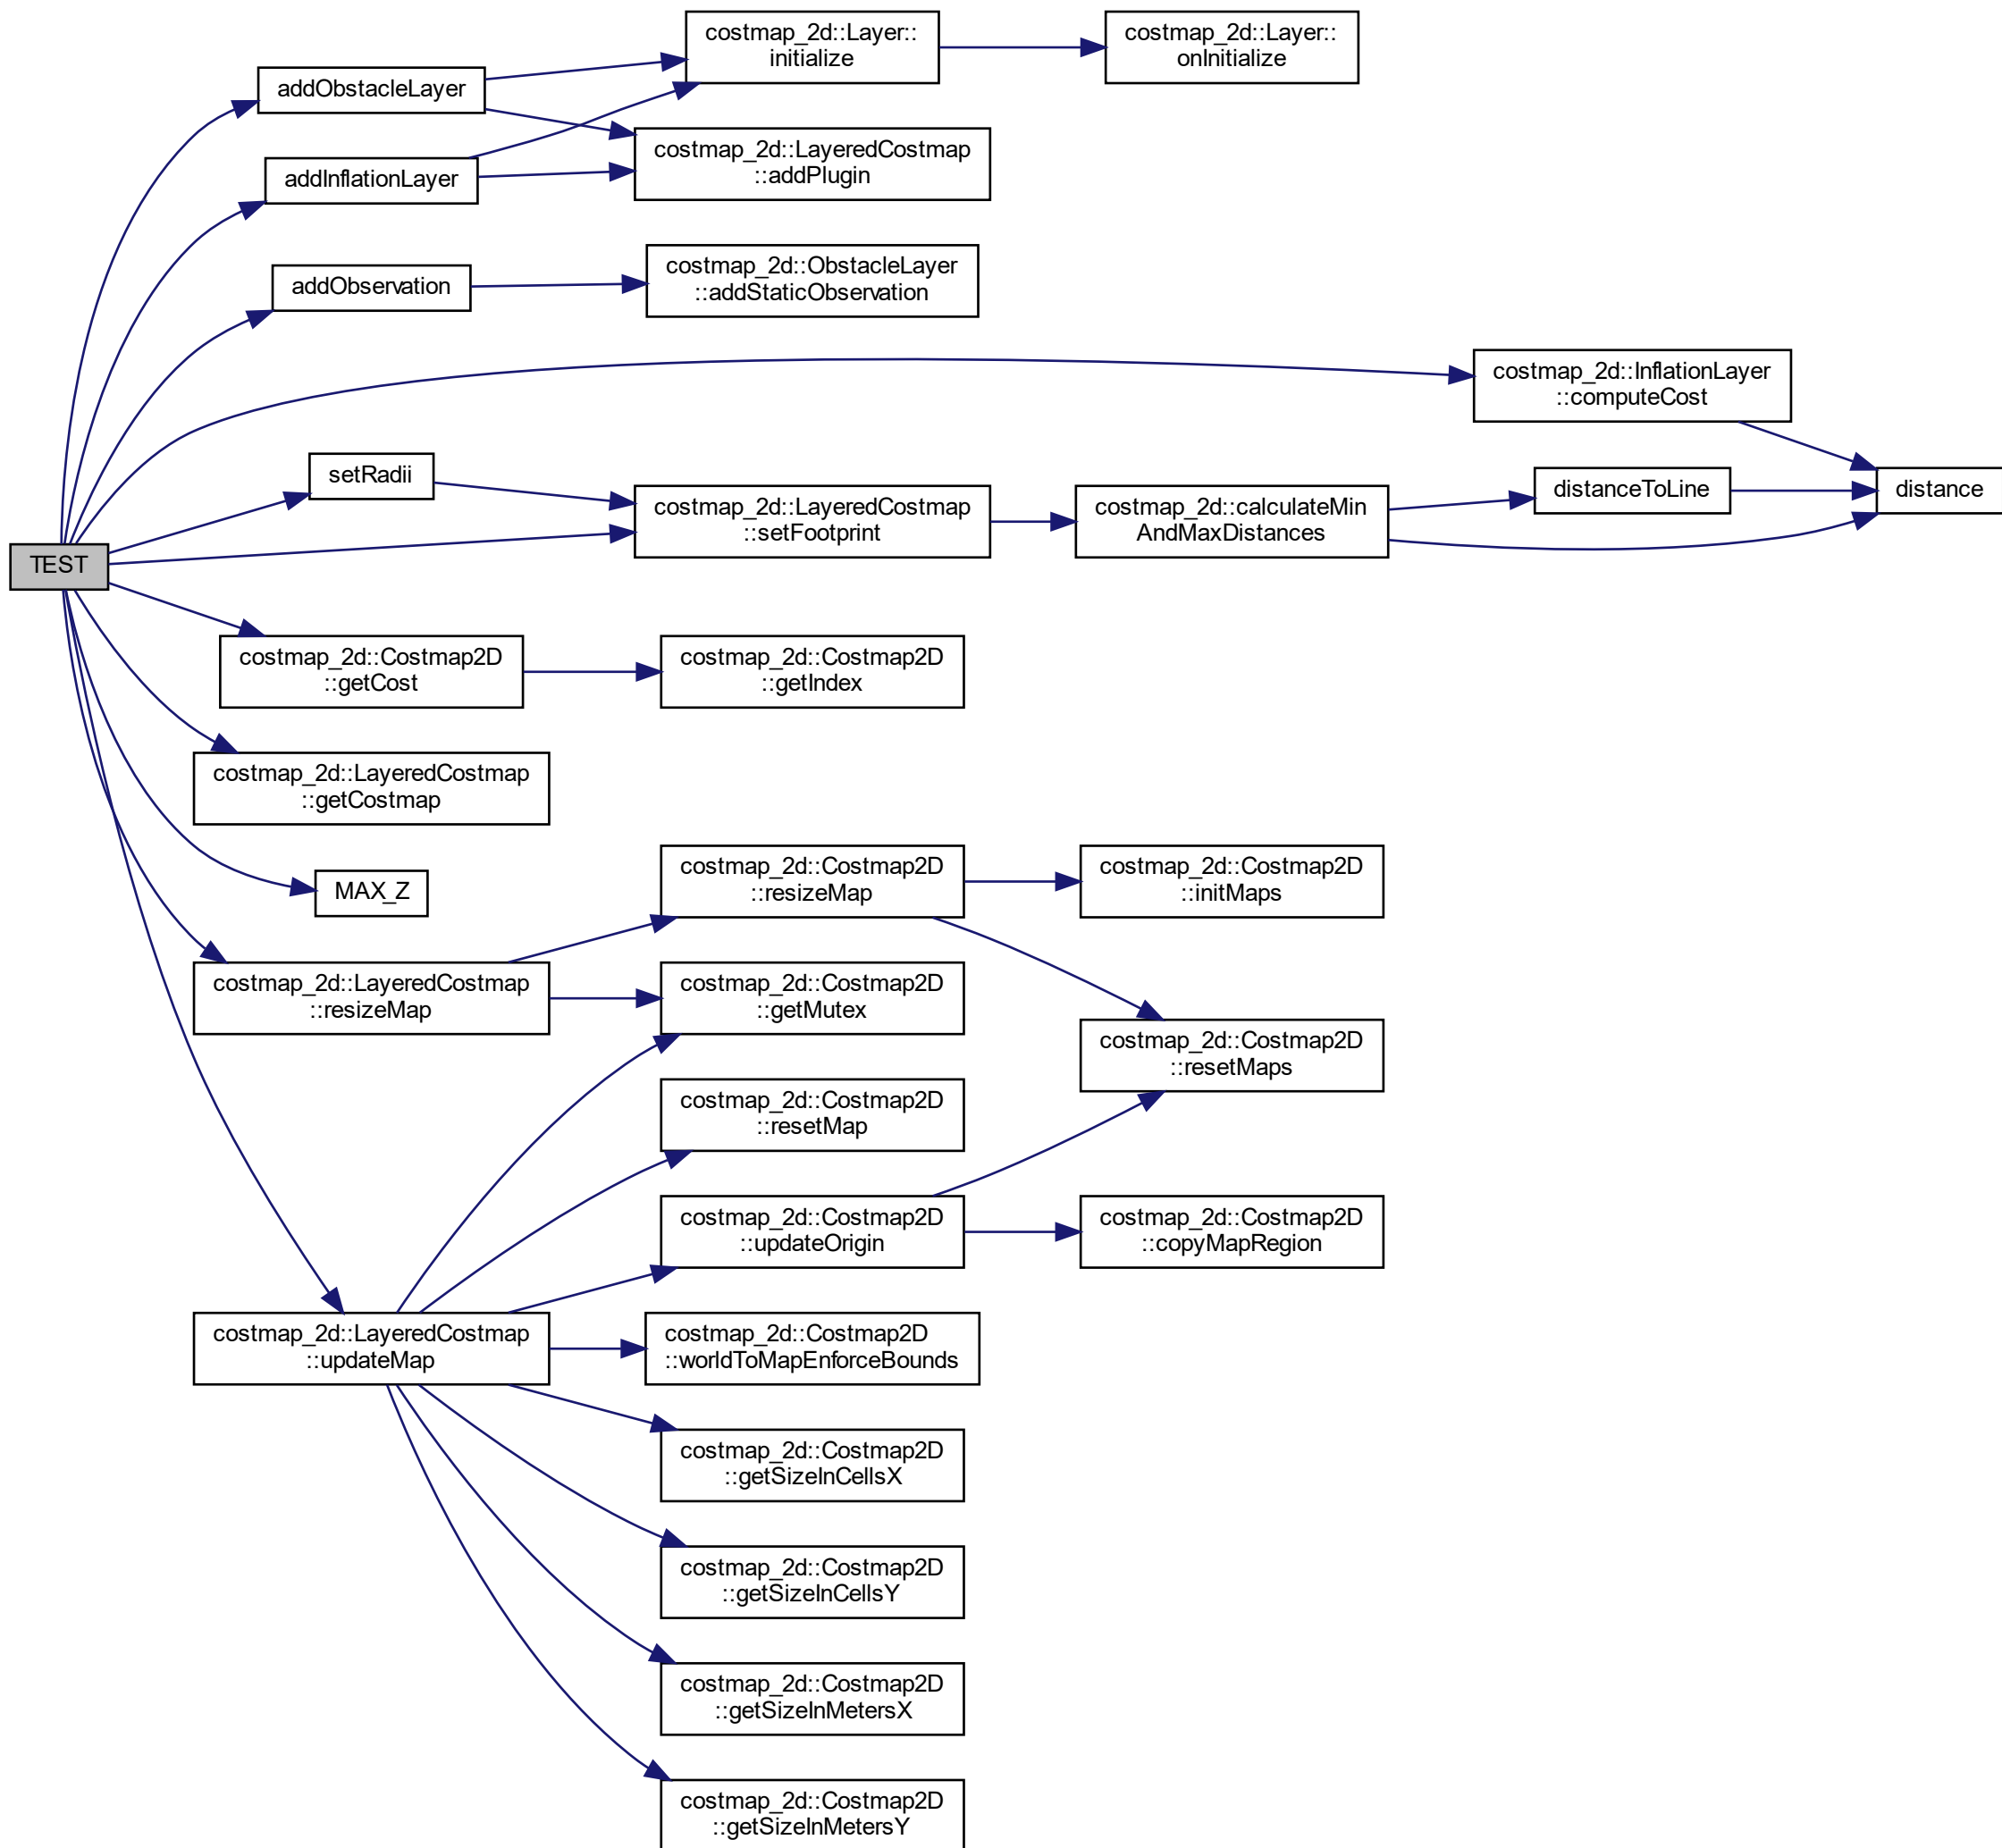 costmap_2d::Layer::
initialize
costmap_2d::Layer::
onInitialize
addObstacleLayer
costmap_2d::LayeredCostmap
::addPlugin
addInflationLayer
costmap_2d::ObstacleLayer
::addStaticObservation
addObservation
costmap_2d::InflationLayer
::computeCost
setRadii
distanceToLine
distance
costmap_2d::LayeredCostmap
::setFootprint
costmap_2d::calculateMin
AndMaxDistances
TEST
costmap_2d::Costmap2D
::getCost
costmap_2d::Costmap2D
::getIndex
costmap_2d::LayeredCostmap
::getCostmap
MAX_Z
costmap_2d::Costmap2D
::resizeMap
costmap_2d::Costmap2D
::initMaps
costmap_2d::LayeredCostmap
::resizeMap
costmap_2d::Costmap2D
::getMutex
costmap_2d::Costmap2D
::resetMaps
costmap_2d::Costmap2D
::resetMap
costmap_2d::Costmap2D
::updateOrigin
costmap_2d::Costmap2D
::copyMapRegion
costmap_2d::LayeredCostmap
::updateMap
costmap_2d::Costmap2D
::worldToMapEnforceBounds
costmap_2d::Costmap2D
::getSizeInCellsX
costmap_2d::Costmap2D
::getSizeInCellsY
costmap_2d::Costmap2D
::getSizeInMetersX
costmap_2d::Costmap2D
::getSizeInMetersY